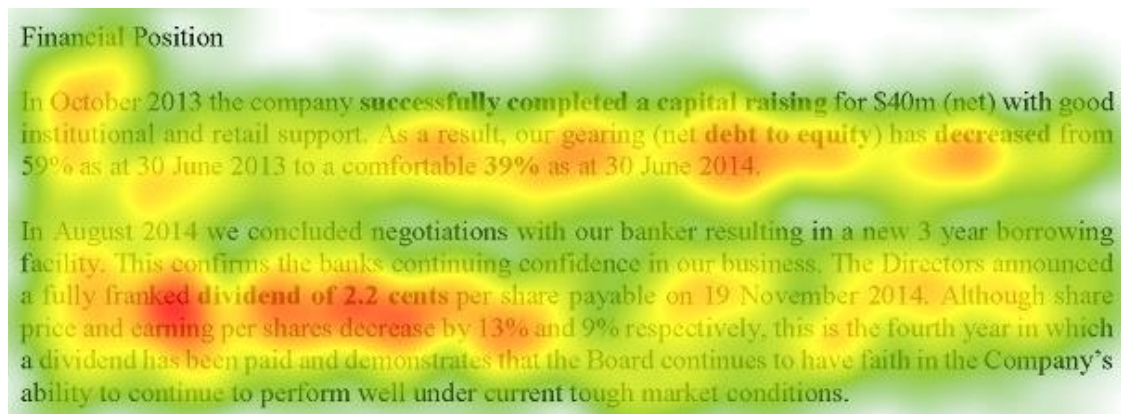 Financial Position
In October 2013 the company successfully completed a capital raising for $40m (net) with good
institutional and retail support. As a result, our gearing (net debt to equity) has decreased from
59% as at 30 June 2013 to a comfortable 39% as at 30 June 2014.
In August 2014 we concluded negotiations with our banker resulting in a new 3 year borrowing
facility. This confirms the banks continuing confidence in our business. The Directors announced
a fully franked dividend of 2.2 cents per share payable on 19 November 2014. Although share
price and earning per shares decrease by 13% and 9% respectively, this is the fourth year in which
a dividend has been paid and demonstrates that the Board continues to have faith in the Company’s
ability to continue to perform well under current tough market conditions.